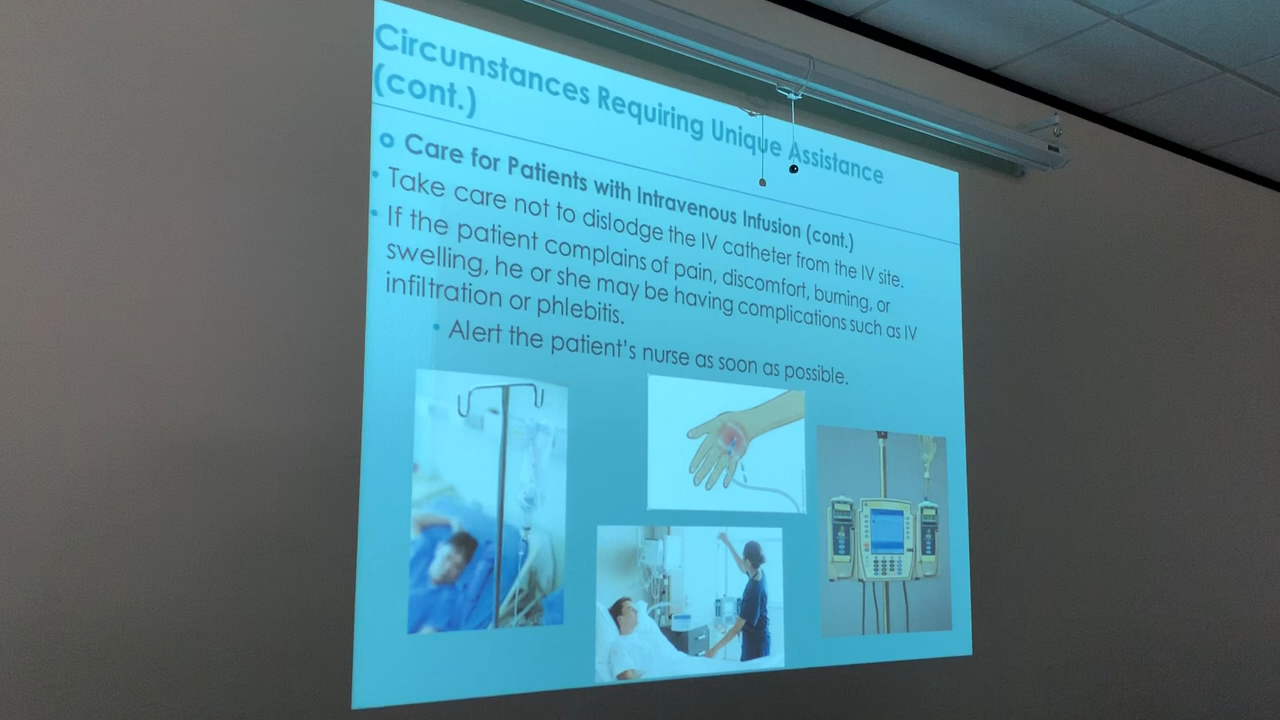 Circumstances Requiring Unique Assistance
(cont.)
Care for Patients with Intravenous Infusion (cont.)
• Take care not to dislodge the IV catheter from the IV site.
• If the patient complains of pain, discomfort, burning, or
swelling, he or she may be having complications such as IV
infiltration or phlebitis.
• Alert the patient's nurse as soon as possible.